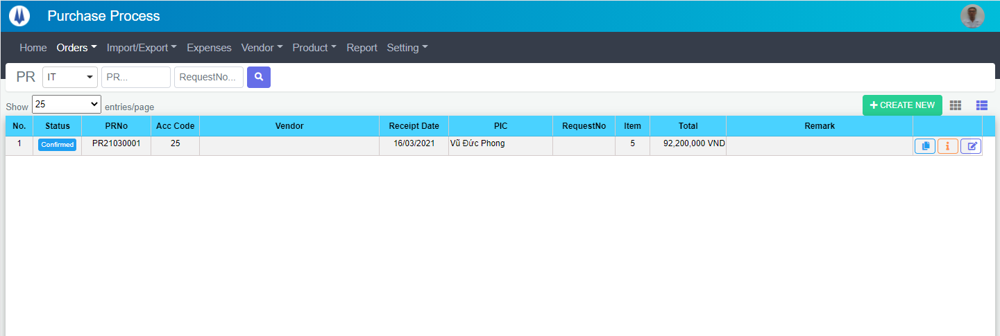 Purchase Process
Home Orders Import/Export Expenses Vendor Product Report Setting
PR IT PR... RequestNo...
Show 25 entries/page CREATE NEW
No. Status PRNo Acc Code Vendor Receipt Date PIC RequestNo Item Total Remark
1 Confirmed PR21030001 25 16/03/2021 Vũ Đức Phong 5 92,200,000 VND